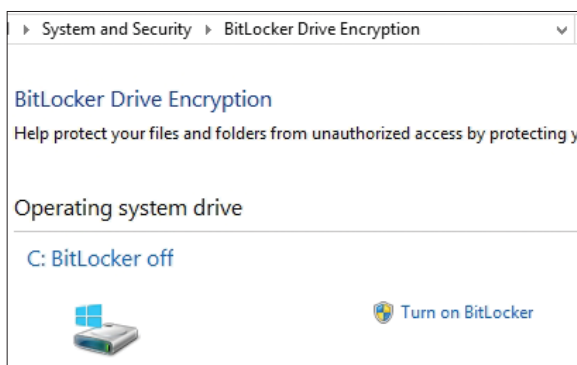 System and Security ▸ BitLocker Drive Encryption
BitLocker Drive Encryption
Help protect your files and folders from unauthorized access by protecting y
Operating system drive
C: BitLocker off
Turn on BitLocker